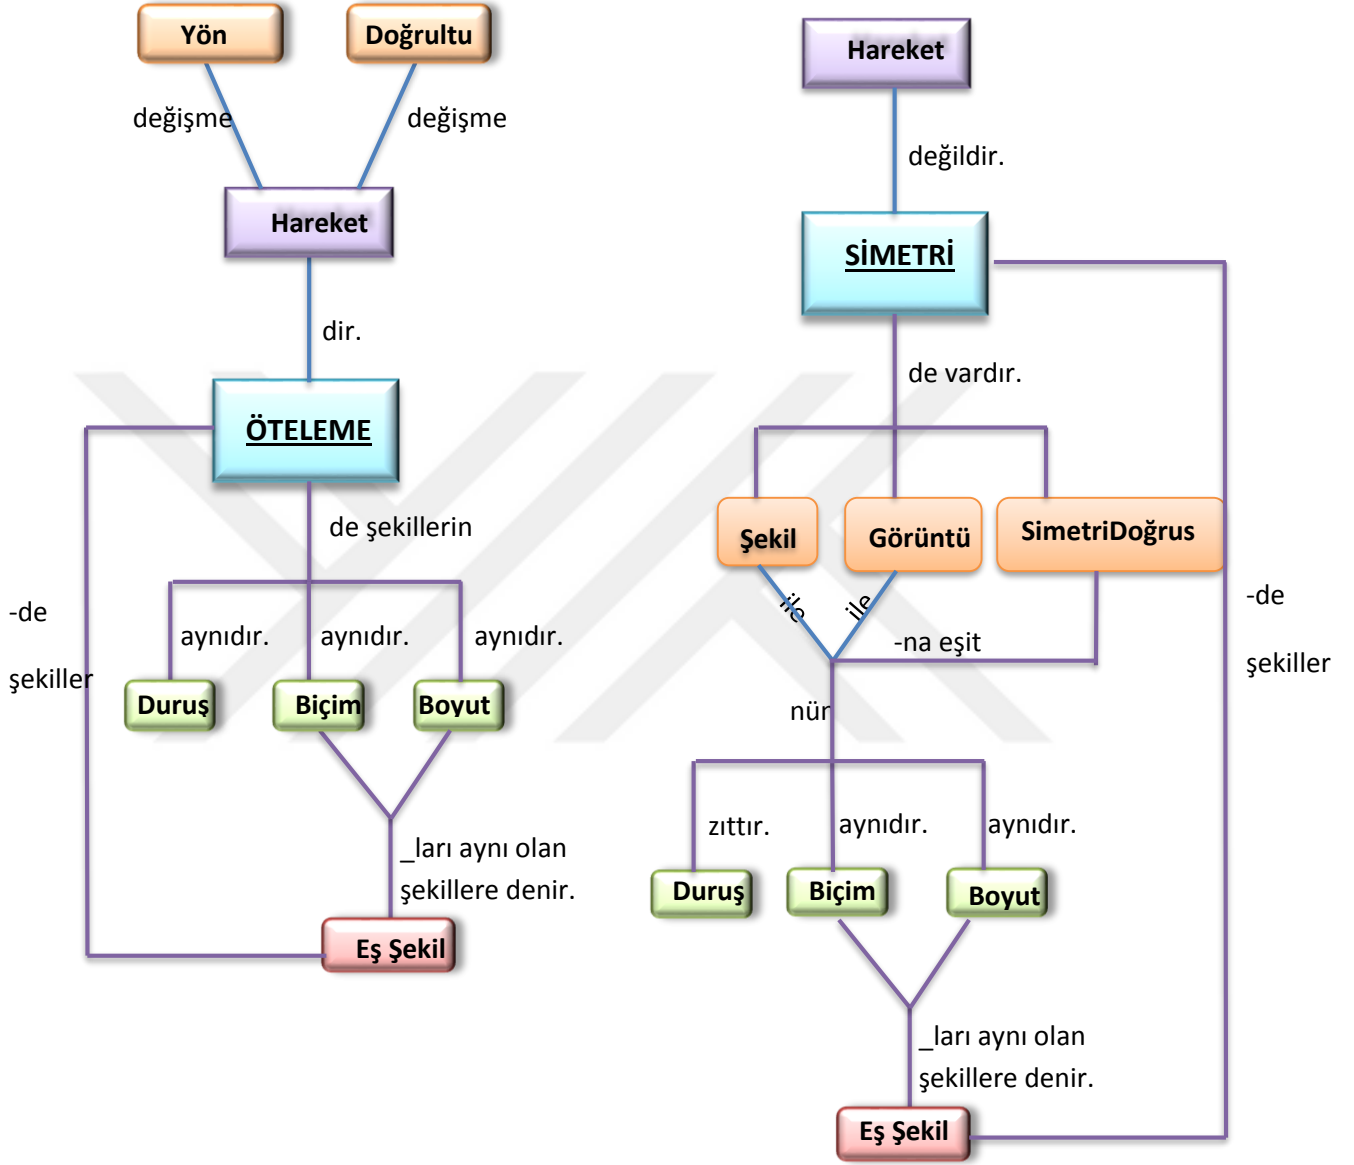 Yön
Doğrultu
değişme
değişme
Hareket
dir.
ÖTELEME
de şekillerin
-de
şekiller
aynıdır.
aynıdır.
aynıdır.
Duruş
Biçim
Boyut
_ları aynı olan
şekillere denir.
Eş Şekil
Hareket
değildir.
SİMETRİ
de vardır.
Şekil
Görüntü
SimetriDoğrus
ile
ile
-na eşit
-de
şekiller
nün
zıttır.
aynıdır.
aynıdır.
Duruş
Biçim
Boyut
_ları aynı olan
şekillere denir.
Eş Şekil